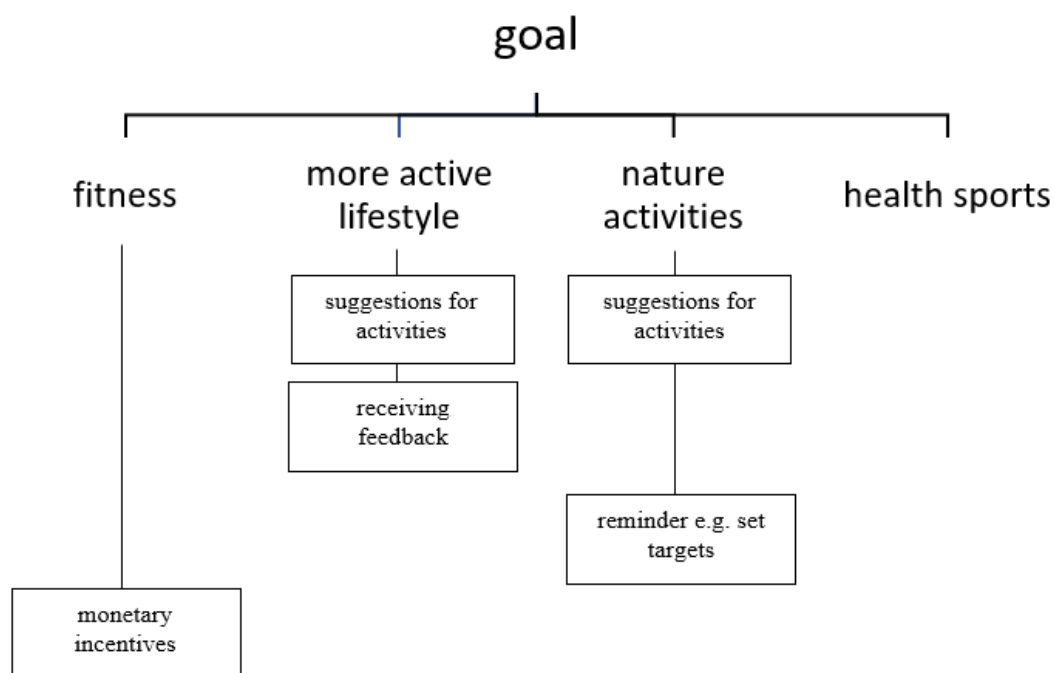 goal
fitness
more active
lifestyle
nature
activities
health sports
suggestions for
activities
suggestions for
activities
receiving
feedback
reminder e.g. set
targets
monetary
incentives